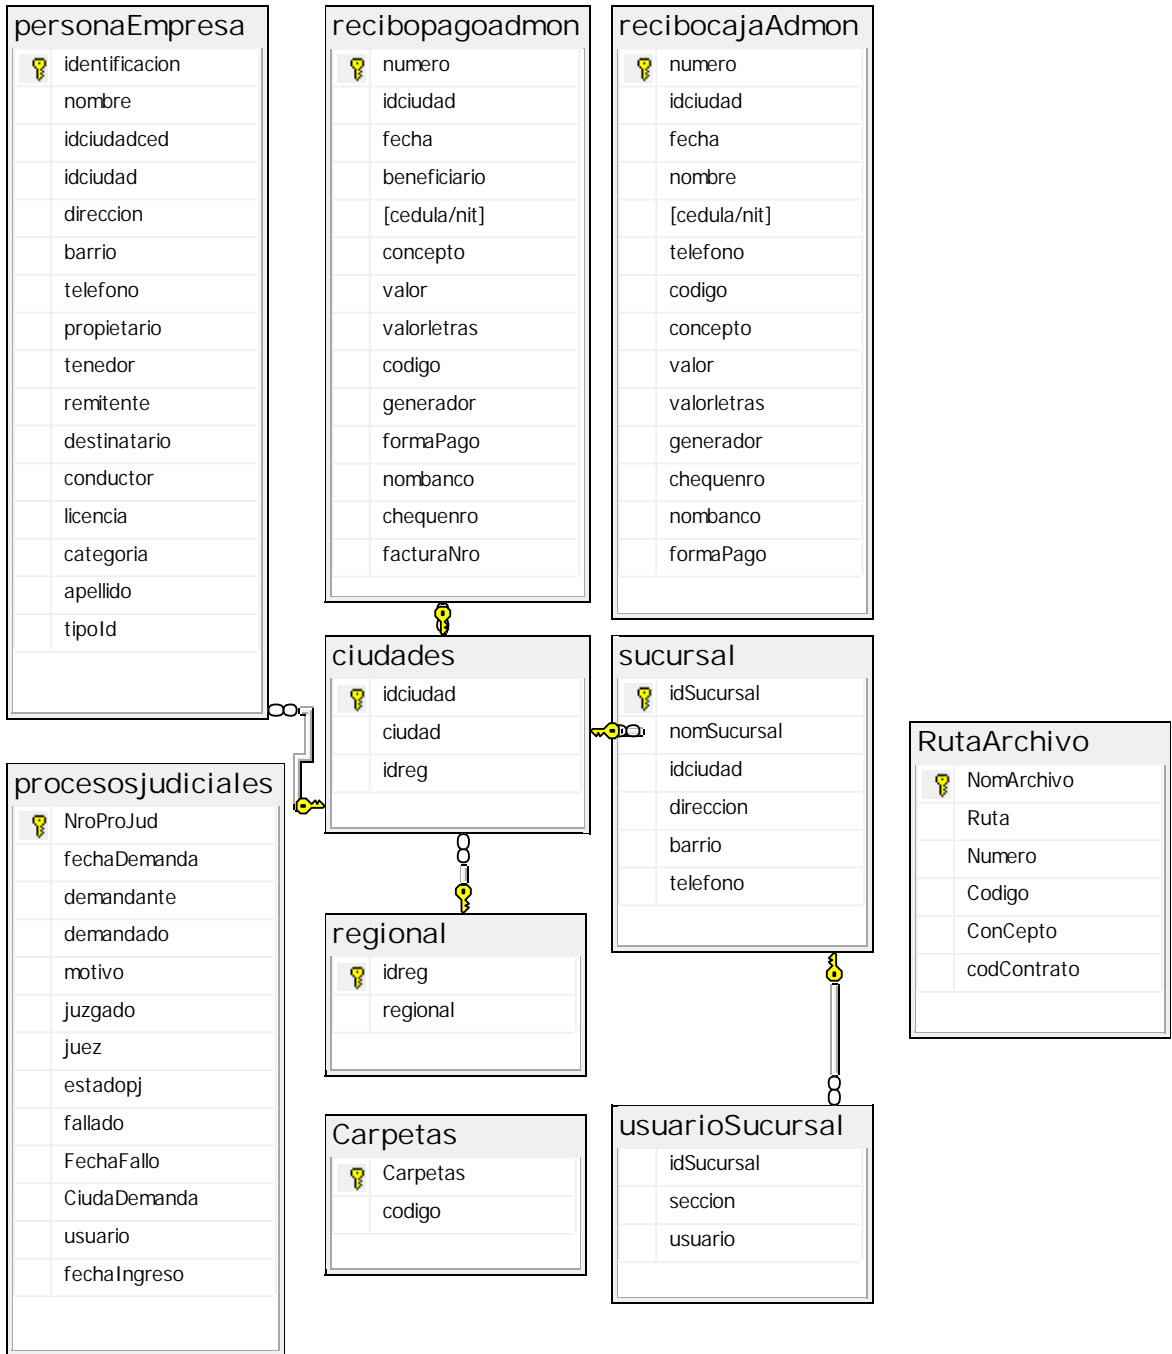 personaEmpresa
identificacion
nombre
idciudadced
idciudad
direccion
barrio
telefono
propietario
tenedor
remitente
destinatario
conductor
licencia
categoria
apellido
tipoId
recibopagoadmon
numero
idciudad
fecha
beneficiario
[cedula/nit]
concepto
valor
valorletras
codigo
generador
formaPago
nombanco
chequenro
facturaNro
recibocajaAdmon
numero
idciudad
fecha
nombre
[cedula/nit]
telefono
codigo
concepto
valor
valorletras
generador
chequenro
nombanco
formaPago
ciudades
idciudad
ciudad
idreg
sucursal
idSucursal
nomSucursal
idciudad
direccion
barrio
telefono
RutaArchivo
NomArchivo
Ruta
Numero
Codigo
ConCepto
codContrato
procesosjudiciales
NroProJud
fechaDemanda
demandante
demandado
motivo
juzgado
juez
estadopj
fallado
FechaFallo
CiudaDemanda
usuario
fechaIngreso
regional
idreg
regional
Carpetas
Carpetas
codigo
usuarioSucursal
idSucursal
seccion
usuario